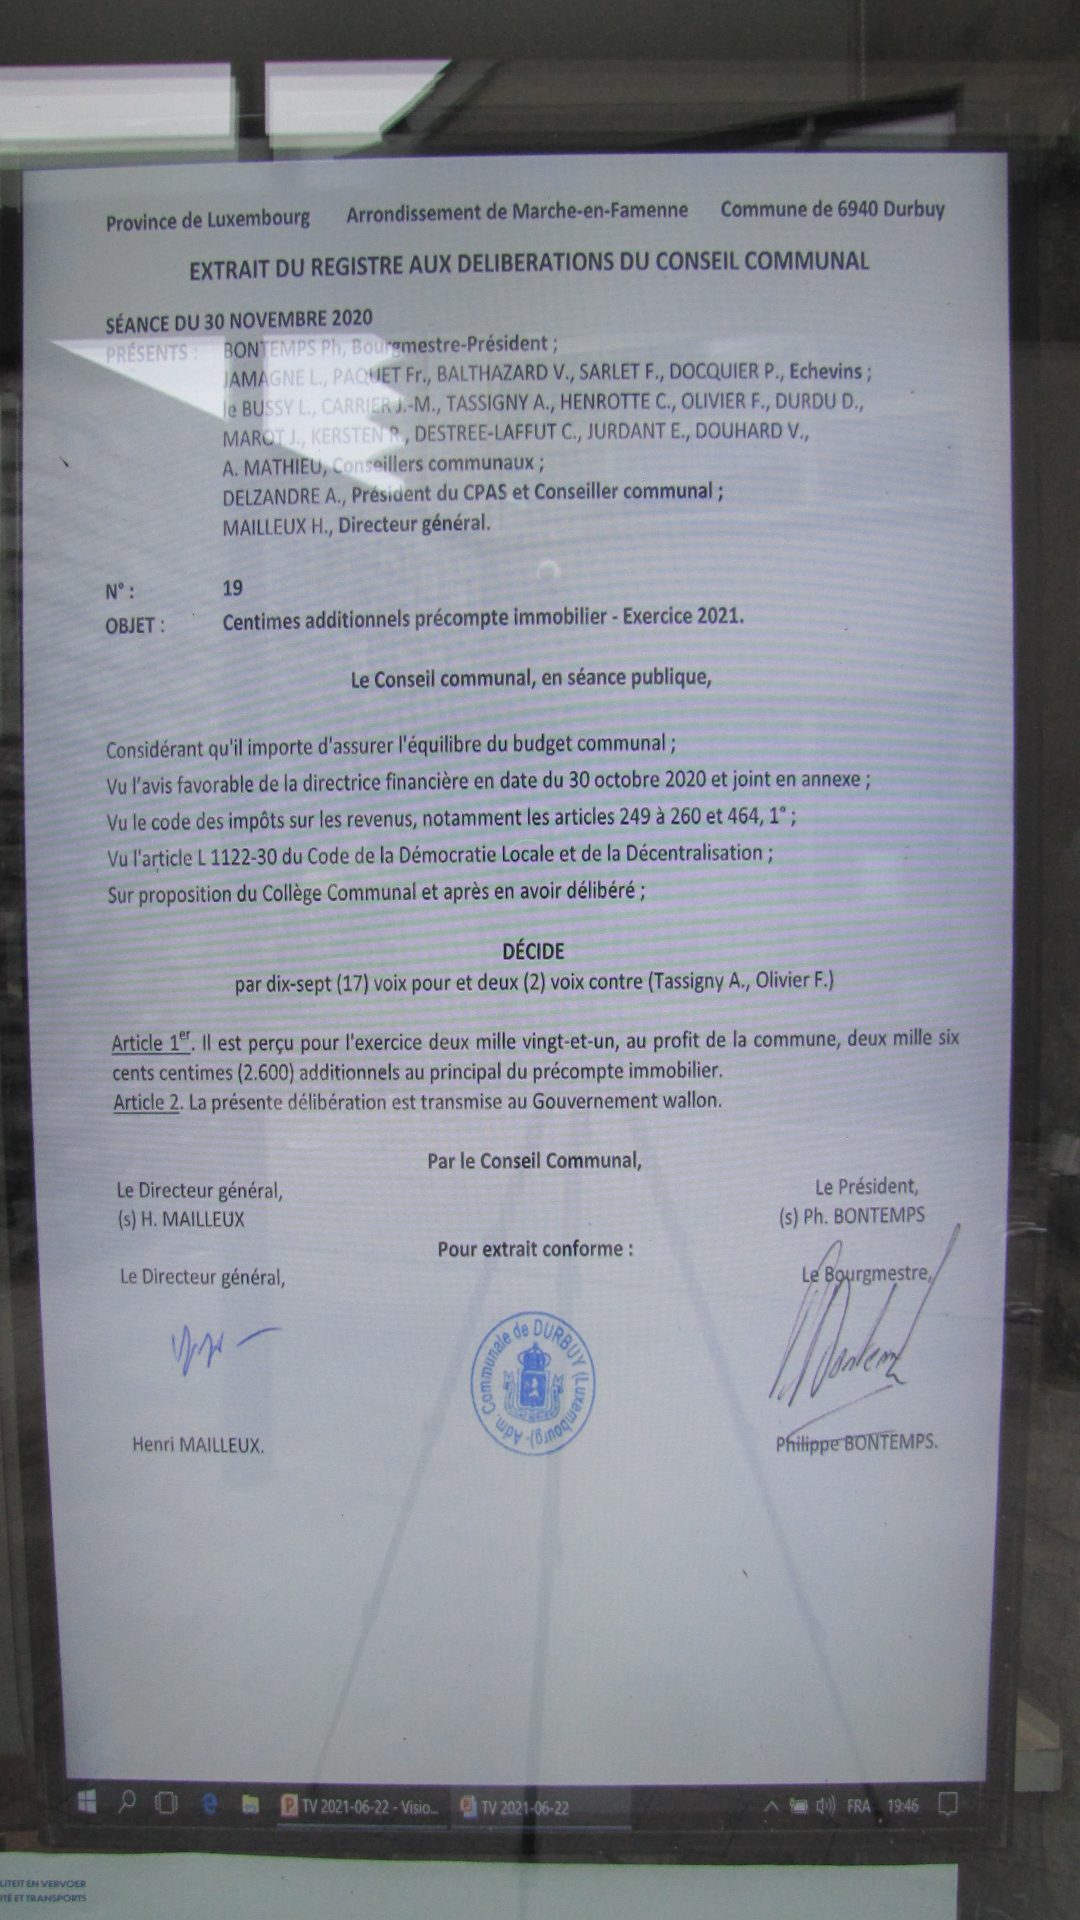 Province de Luxembourg Arrondissement de Marche-en-Famenne Commune de 6940 Durbuy
EXTRAIT DU REGISTRE AUX DELIBERATIONS DU CONSEIL COMMUNAL
SÉANCE DU 30 NOVEMBRE 2020
PRÉSENTS : BONTEMPS Ph, Bourgmestre-Président ;
JAMAGNE L., PAQUET Fr., BALTHAZARD V., SARLET F., DOCQUIER P., Echevins ;
le BUSSY L., CARRIER J.-M., TASSIGNY A., HENROTTE C., OLIVIER F., DURDU D.,
MAROT J., KERSTEN R., DESTREE-LAFFUT C., JURDANT E., DOUHARD V.,
A. MATHIEU, Conseillers communaux ;
DELZANDRE A., Président du CPAS et Conseiller communal ;
MAILLEUX H., Directeur général.
N° : 19
OBJET : Centimes additionnels précompte immobilier - Exercice 2021.
Le Conseil communal, en séance publique,
Considérant qu'il importe d'assurer l'équilibre du budget communal ;
Vu l'avis favorable de la directrice financière en date du 30 octobre 2020 et joint en annexe ;
Vu le code des impôts sur les revenus, notamment les articles 249 à 260 et 464, 1° ;
Vu l'article L 1122-30 du Code de la Démocratie Locale et de la Décentralisation ;
Sur proposition du Collège Communal et après en avoir délibéré ;
DÉCIDE
par dix-sept (17) voix pour et deux (2) voix contre (Tassigny A., Olivier F.)
Article 1er. Il est perçu pour l'exercice deux mille vingt-et-un, au profit de la commune, deux mille six
cents centimes (2.600) additionnels au principal du précompte immobilier.
Article 2. La présente délibération est transmise au Gouvernement wallon.
Par le Conseil Communal,
Le Directeur général, Le Président,
(s) H. MAILLEUX (s) Ph. BONTEMPS
Pour extrait conforme :
Le Directeur général, Le Bourgmestre,
Adm. Communale de DURBUY (Luxembourg)-
Henri MAILLEUX. Philippe BONTEMPS.
TV 2021-06-22 - Visio... TV 2021-06-22 FRA 19:46
LITEIT EN VERVOER
ITÉ ET TRANSPORTS